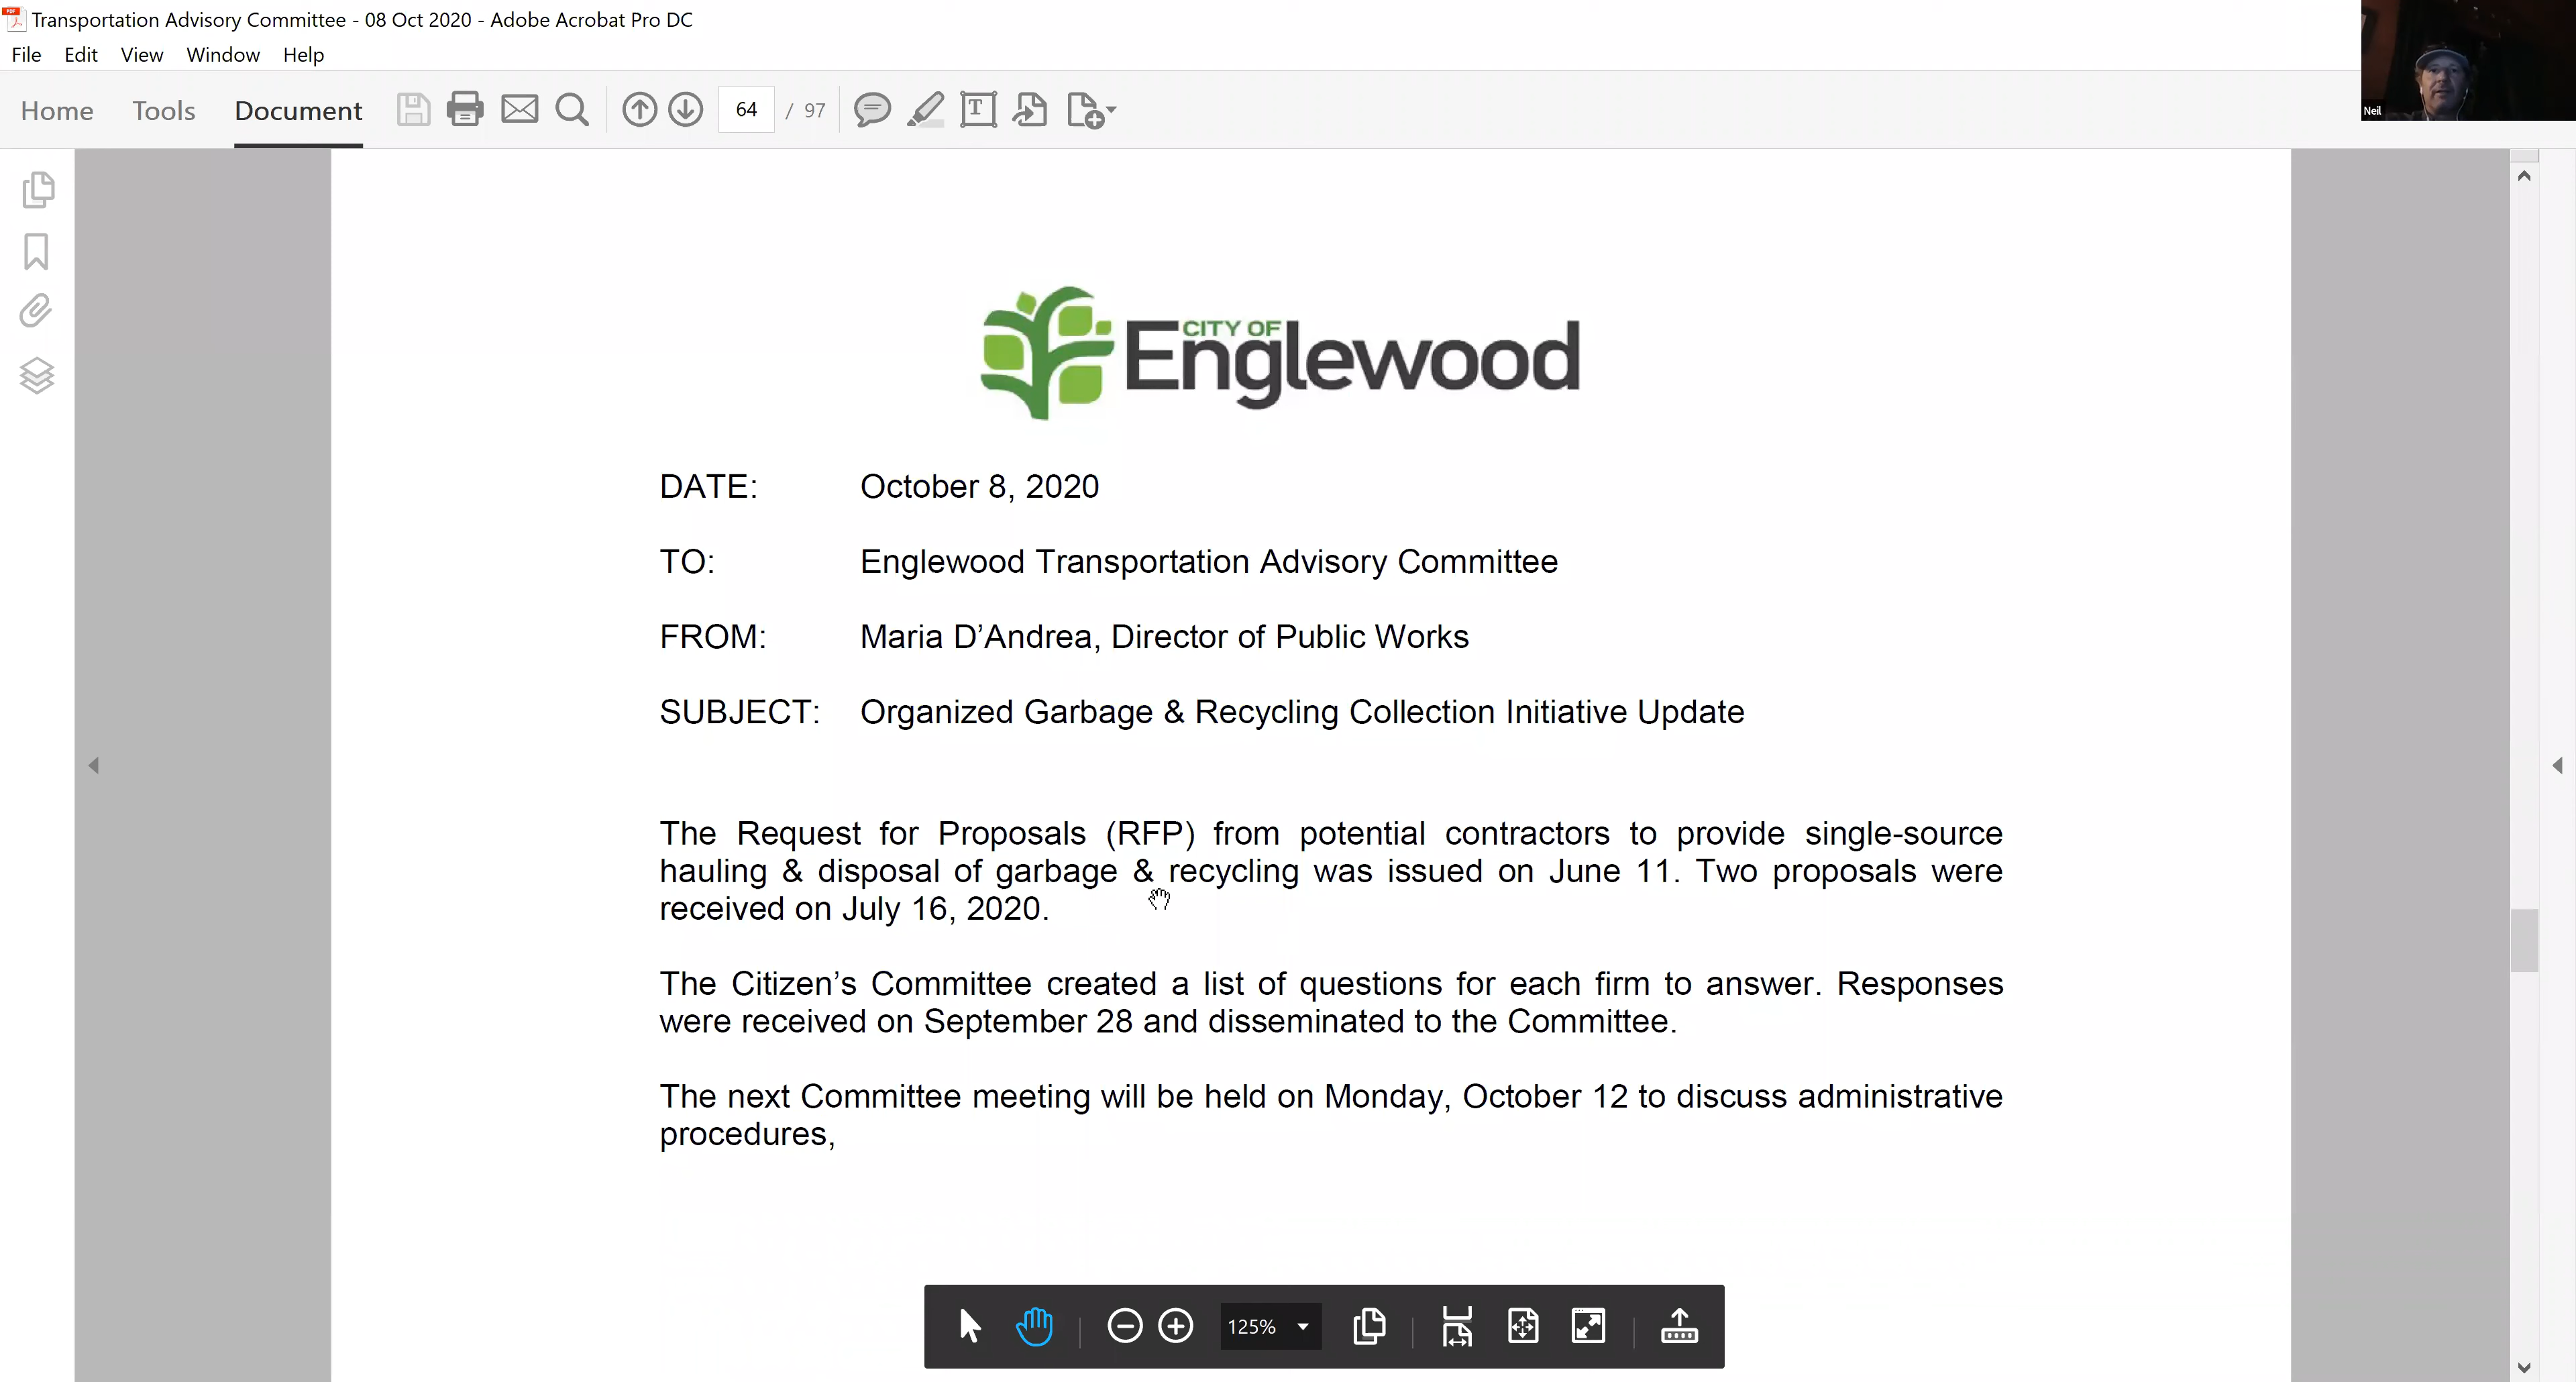 Transportation Advisory Committee - 08 Oct 2020 - Adobe Acrobat Pro DC
File Edit View Window Help
Neil
Home Tools Document 64 / 97
CITY OF
Englewood
DATE: October 8, 2020
TO: Englewood Transportation Advisory Committee
FROM: Maria D’Andrea, Director of Public Works
SUBJECT: Organized Garbage & Recycling Collection Initiative Update
The Request for Proposals (RFP) from potential contractors to provide single-source
hauling & disposal of garbage & recycling was issued on June 11. Two proposals were
received on July 16, 2020.
The Citizen’s Committee created a list of questions for each firm to answer. Responses
were received on September 28 and disseminated to the Committee.
The next Committee meeting will be held on Monday, October 12 to discuss administrative
procedures,
125%